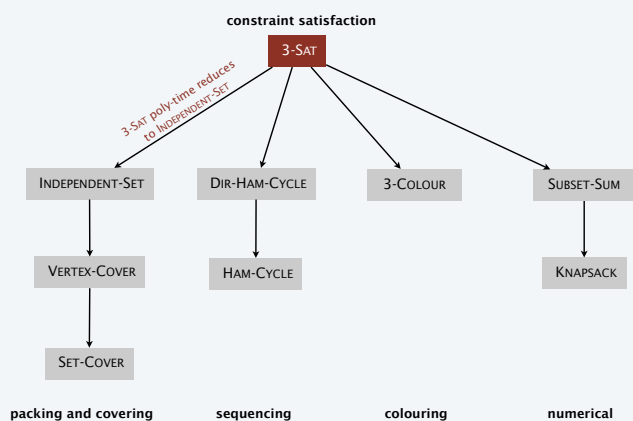 constraint satisfaction
3-SAT
3-SAT poly-time reduces
to INDEPENDENT-SET
INDEPENDENT-SET
DIR-HAM-CYCLE
3-COLOUR
SUBSET-SUM
VERTEX-COVER
HAM-CYCLE
KNAPSACK
SET-COVER
packing and covering
sequencing
colouring
numerical